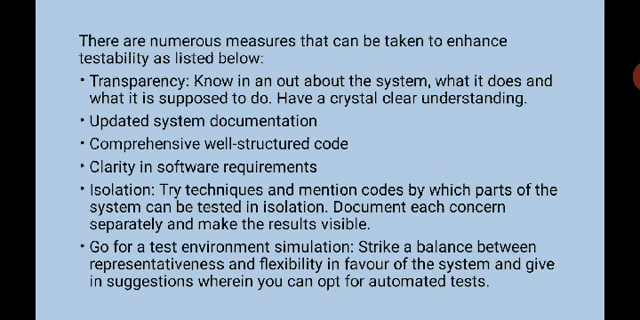 There are numerous measures that can be taken to enhance
testability as listed below:
• Transparency: Know in an out about the system, what it does and
what it is supposed to do. Have a crystal clear understanding.
• Updated system documentation
• Comprehensive well-structured code
• Clarity in software requirements
• Isolation: Try techniques and mention codes by which parts of the
system can be tested in isolation. Document each concern
separately and make the results visible.
• Go for a test environment simulation: Strike a balance between
representativeness and flexibility in favour of the system and give
in suggestions wherein you can opt for automated tests.